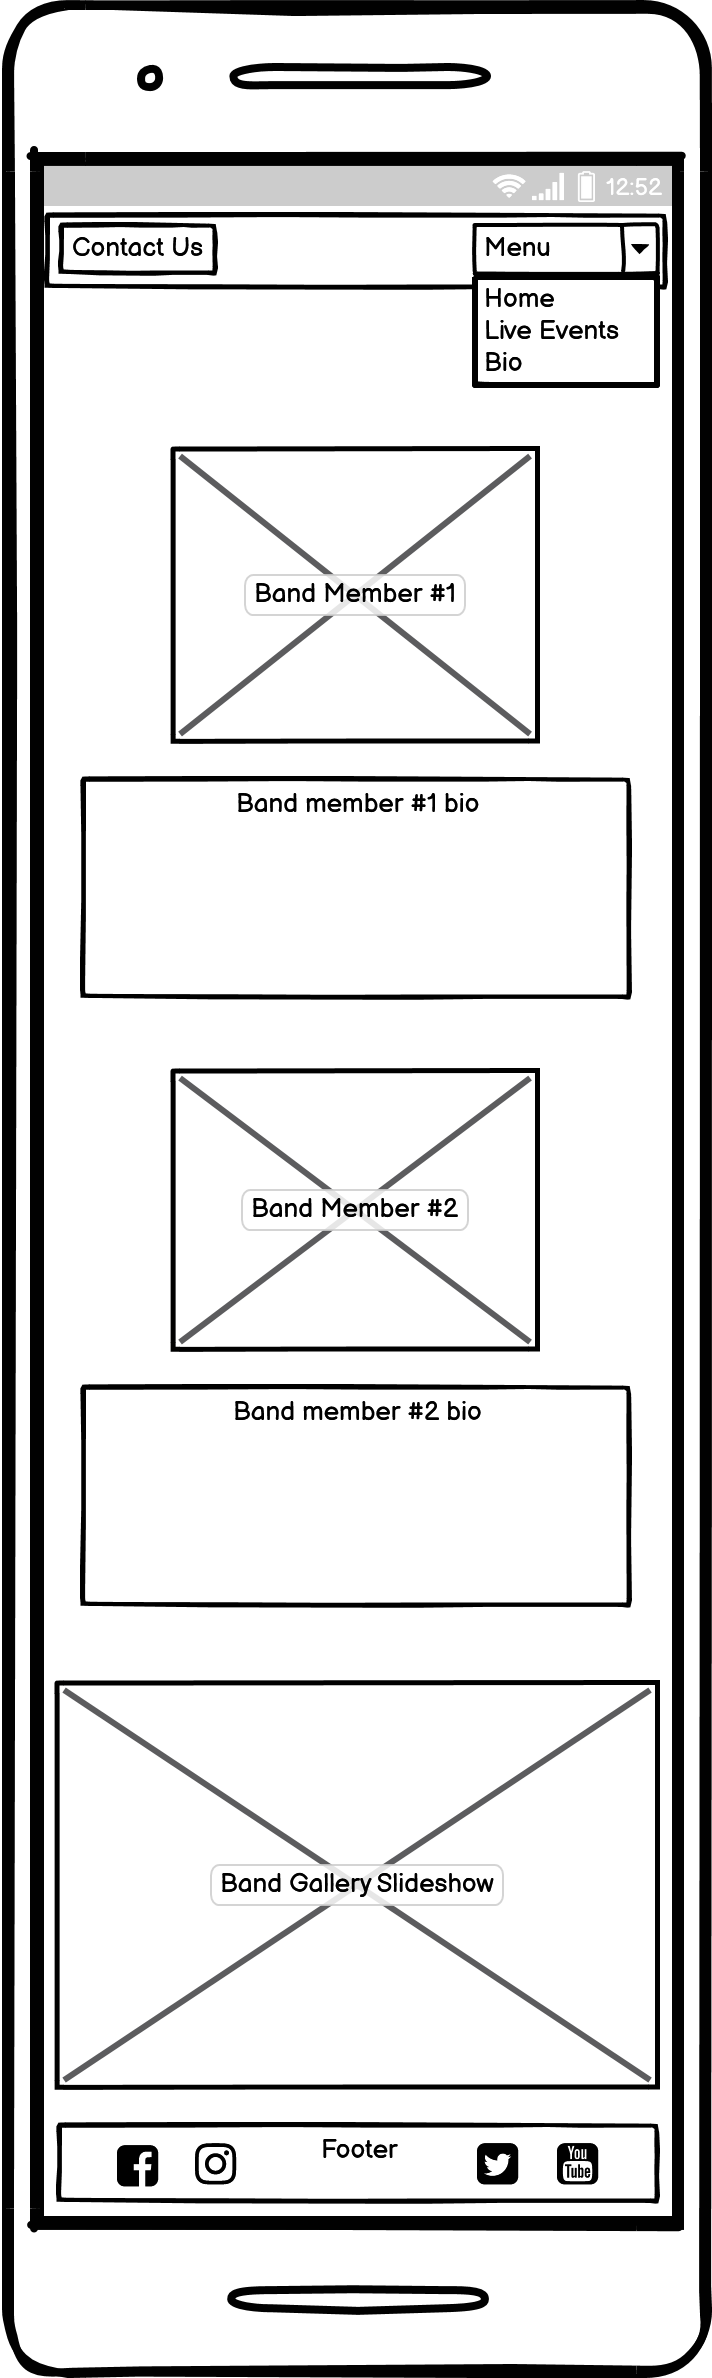 12:52
Contact Us
Menu
Home
Live Events
Bio
Band Member #1
Band member #1 bio
Band Member #2
Band member #2 bio
Band Gallery Slideshow
Footer
You
Tube